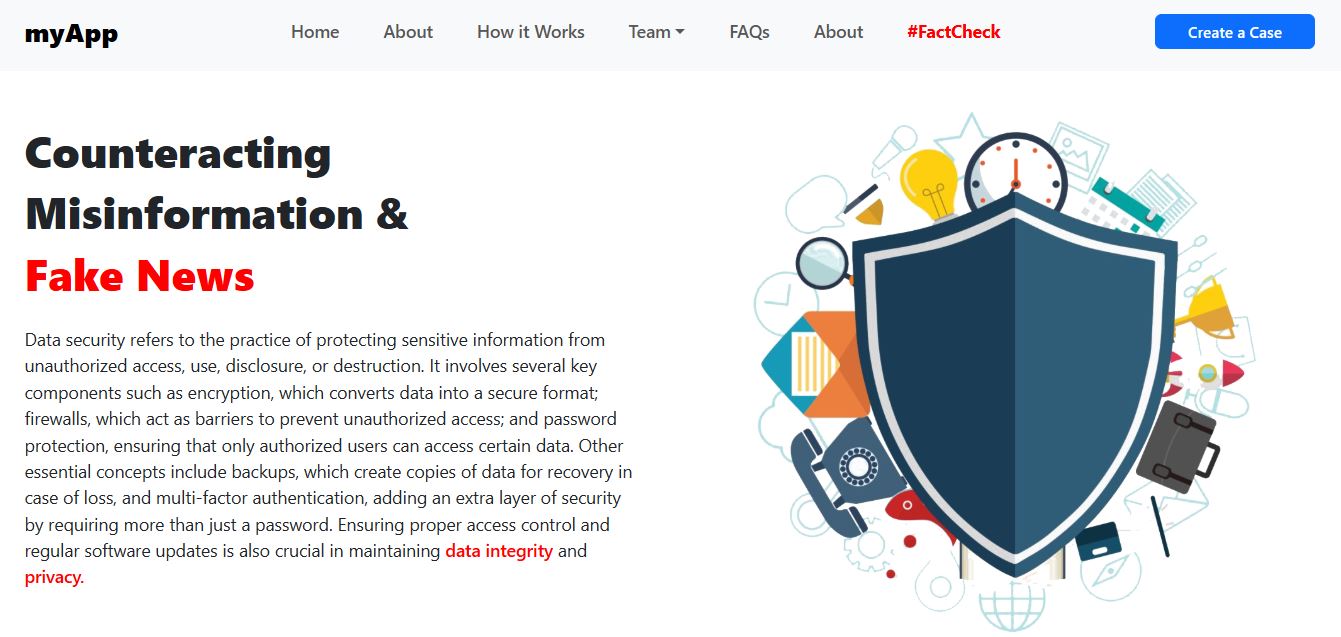 myApp
Home
About
How it Works
Team
FAQs
About
#FactCheck
Create a Case
Counteracting
Misinformation &
Fake News
Data security refers to the practice of protecting sensitive information from
unauthorized access, use, disclosure, or destruction. It involves several key
components such as encryption, which converts data into a secure format;
firewalls, which act as barriers to prevent unauthorized access; and password
protection, ensuring that only authorized users can access certain data. Other
essential concepts include backups, which create copies of data for recovery in
case of loss, and multi-factor authentication, adding an extra layer of security
by requiring more than just a password. Ensuring proper access control and
regular software updates is also crucial in maintaining data integrity and
privacy.